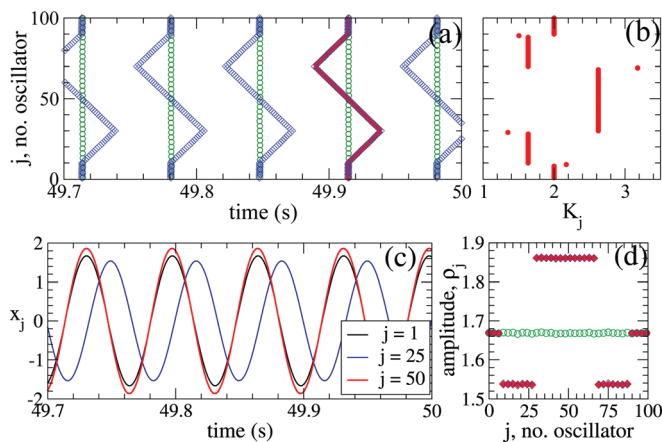 100
50
0
j, no. oscillator
(a)
49.7 49.8 49.9 50
time (s)
(b)
1 2 3
K_j
2
1
x_j
-1
-2
(c)
j = 1
j = 25
j = 50
49.7 49.8 49.9 50
time (s)
1.9
1.8
1.7
1.6
1.5
amplitude, ρ_j
(d)
0 25 50 75 100
j, no. oscillator